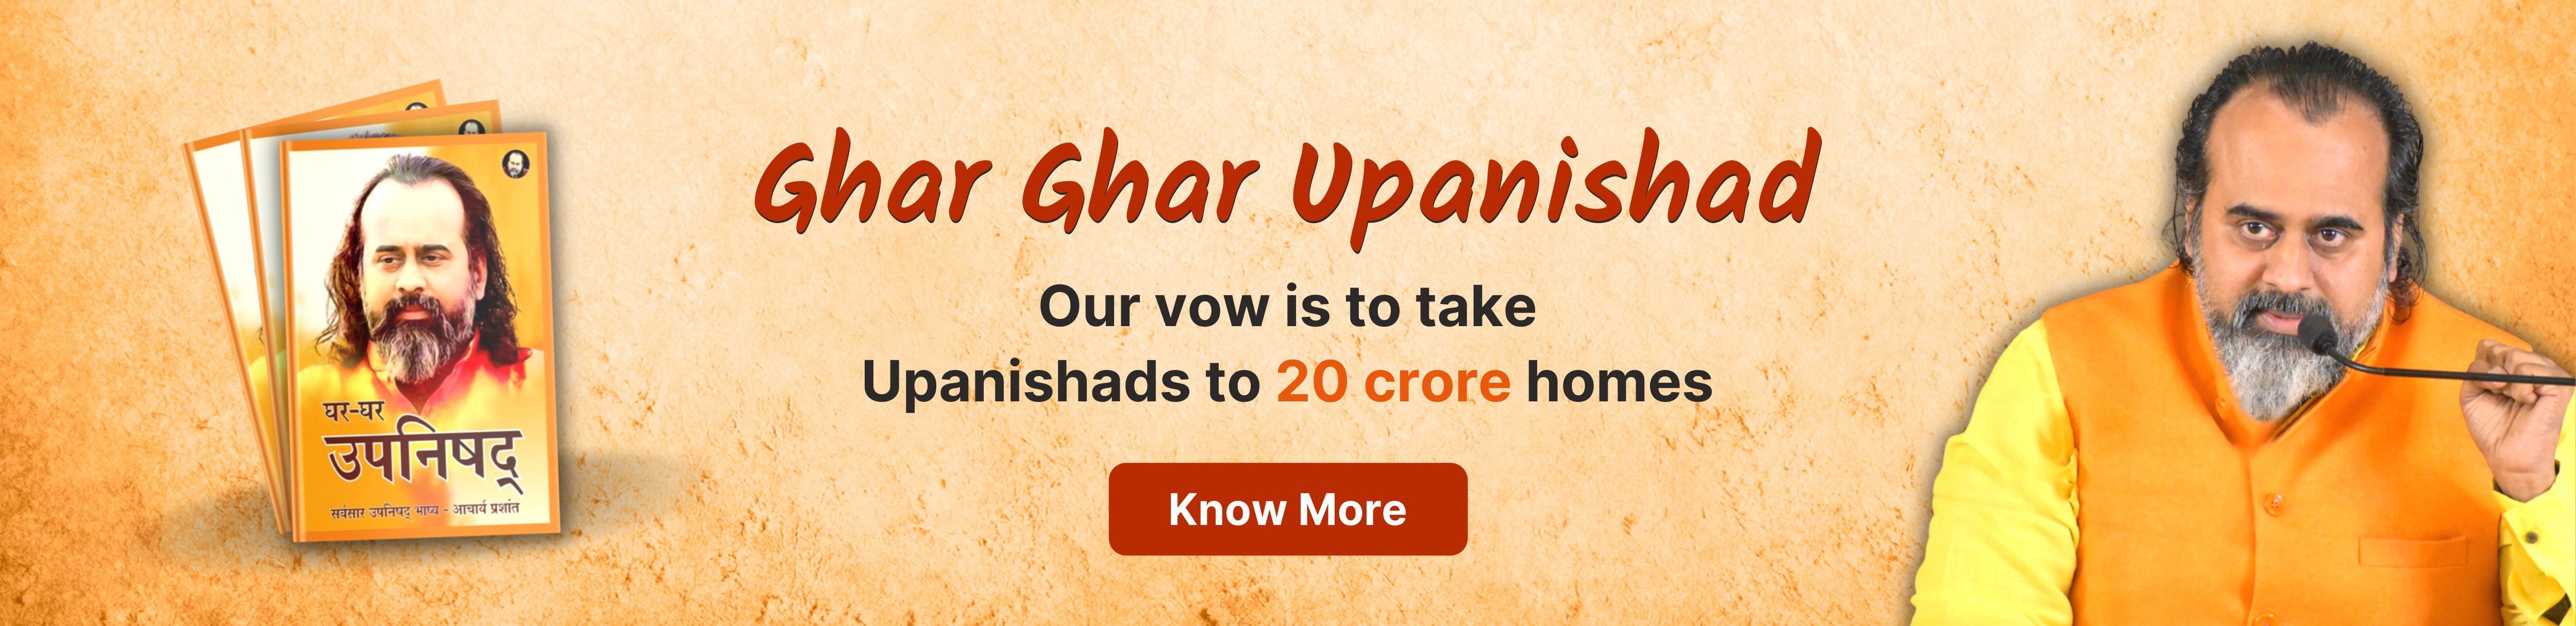 घर-घर
उपनिषद्
सर्वसार उपनिषद् भाष्य - आचार्य प्रशांत
Ghar Ghar Upanishad
Our vow is to take
Upanishads to 20 crore homes
Know More